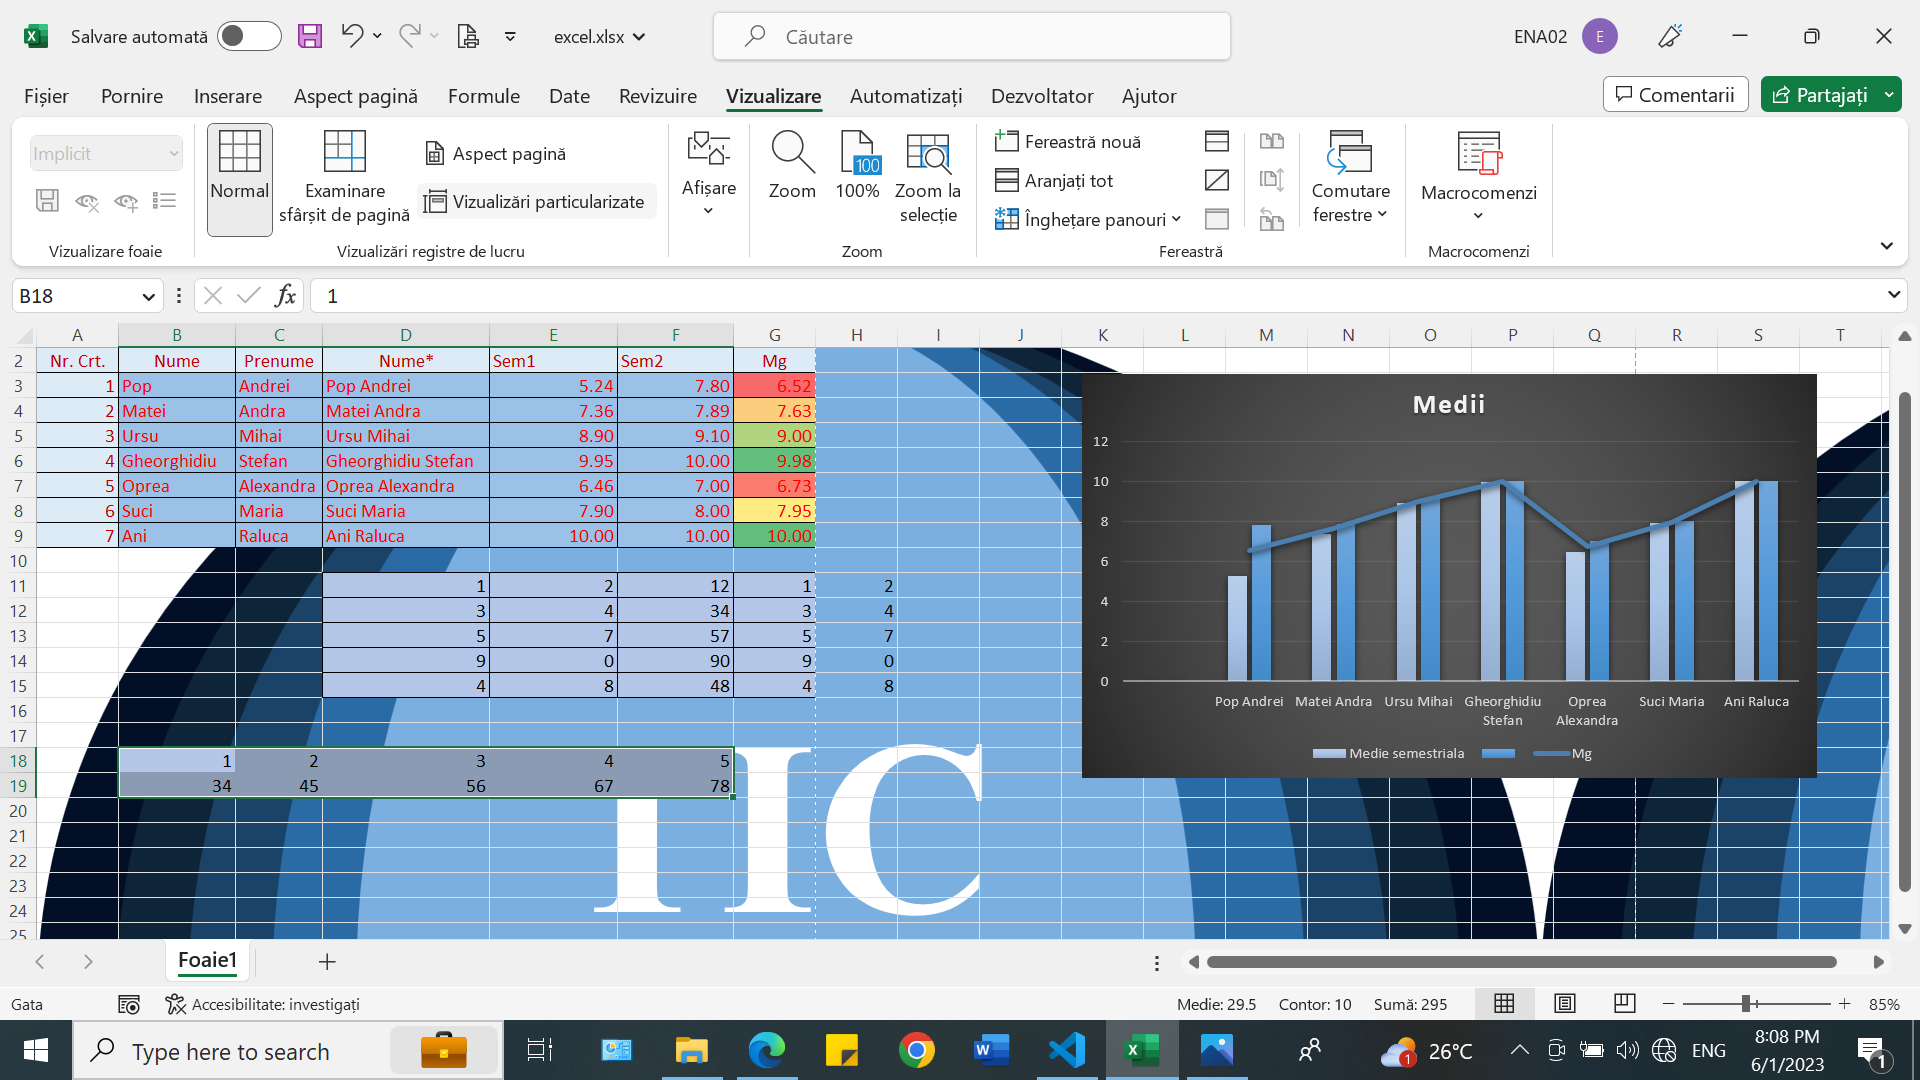 Salvare automată excel.xlsx Căutare ENA02 E
Fișier Pornire Inserare Aspect pagină Formule Date Revizuire Vizualizare Automatizați Dezvoltator Ajutor Comentarii Partajați
Implicit
Vizualizare foaie
Normal
Examinare
sfârșit de pagină
Aspect pagină
Vizualizări particularizate
Vizualizări registre de lucru
Afișare
Zoom
100
100%
Zoom la
selecție
Zoom
Fereastră nouă
Aranjați tot
Înghețare panouri
Comutare
ferestre
Fereastră
Macrocomenzi
Macrocomenzi
B18 fx 1
A B C D E F G H I J K L M N O P Q R S T
2 Nr. Crt. Nume Prenume Nume* Sem1 Sem2 Mg
3 1 Pop Andrei Pop Andrei 5.24 7.80 6.52
4 2 Matei Andra Matei Andra 7.36 7.89 7.63
5 3 Ursu Mihai Ursu Mihai 8.90 9.10 9.00
6 4 Gheorghidiu Stefan Gheorghidiu Stefan 9.95 10.00 9.98
7 5 Oprea Alexandra Oprea Alexandra 6.46 7.00 6.73
8 6 Suci Maria Suci Maria 7.90 8.00 7.95
9 7 Ani Raluca Ani Raluca 10.00 10.00 10.00
10
11 1 2 12 1 2
12 3 4 34 3 4
13 5 7 57 5 7
14 9 0 90 9 0
15 4 8 48 4 8
16
17
18 1 2 3 4 5
19 34 45 56 67 78
20
21
22
23
24
25
TIC
Medii
12
10
8
6
4
2
0
Pop Andrei Matei Andra Ursu Mihai Gheorghidiu Stefan Oprea Alexandra Suci Maria Ani Raluca
Medie semestriala Mg
Foaie1
Gata Accesibilitate: investigați Medie: 29.5 Contor: 10 Sumă: 295 85%
Type here to search 1 26°C ENG 8:08 PM
6/1/2023 1